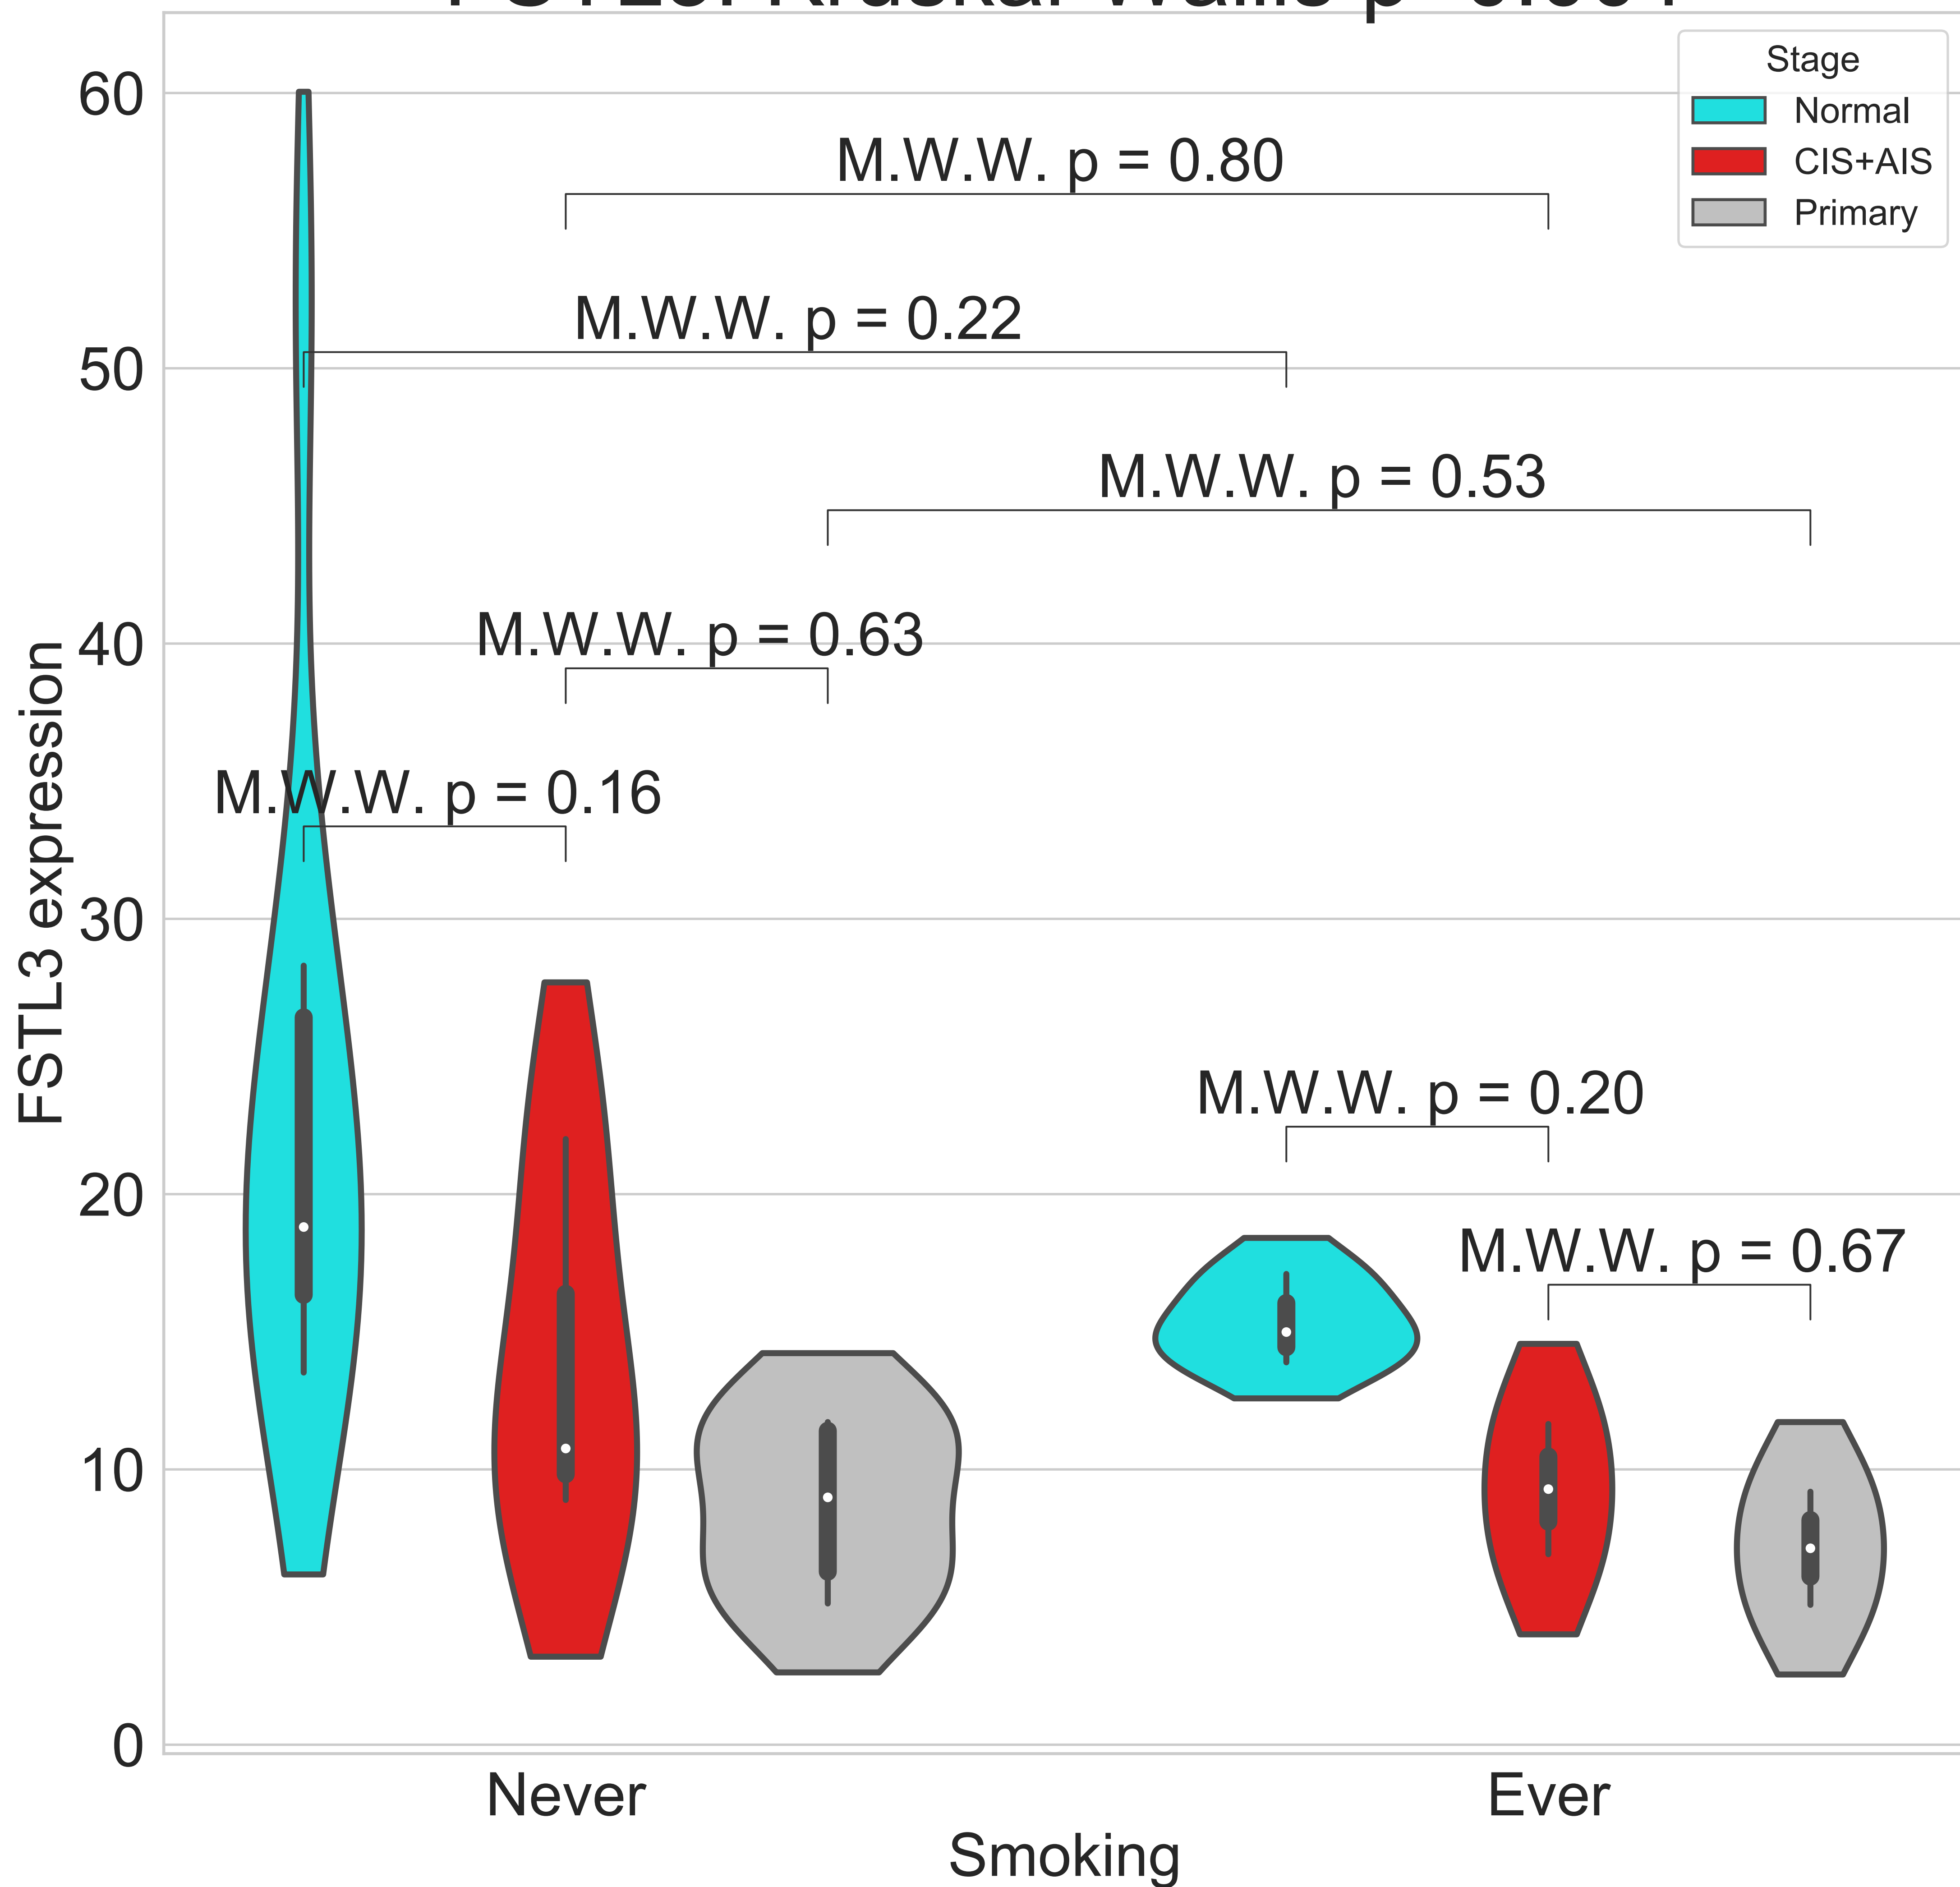 Stage
Normal
CIS+AIS
Primary
60
50
40
30
20
10
0
FSTL3 expression
M.W.W. p = 0.80
M.W.W. p = 0.22
M.W.W. p = 0.53
M.W.W. p = 0.63
M.W.W. p = 0.16
M.W.W. p = 0.20
M.W.W. p = 0.67
Never
Ever
Smoking